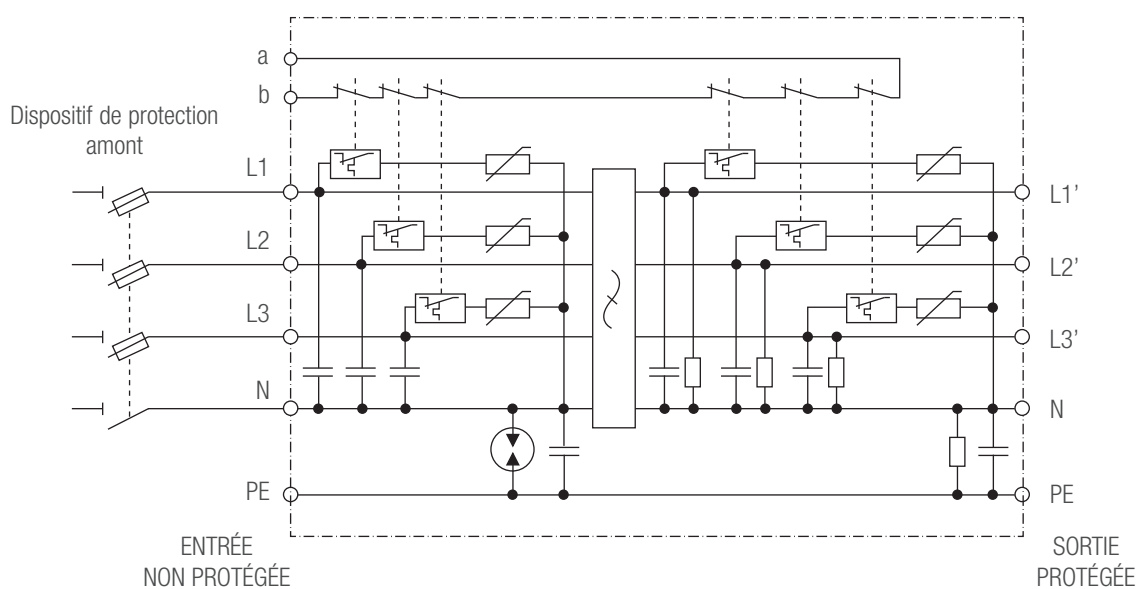 a
b
Dispositif de protection
amont
L1
L1’
L2
L2’
L3
L3’
N
N
PE
PE
ENTRÉE
NON PROTÉGÉE
SORTIE
PROTÉGÉE